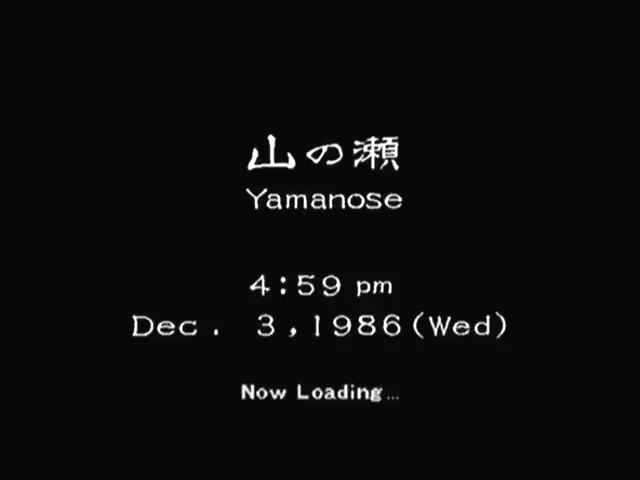 山の瀬
Yamanose
4:59 pm
Dec. 3,1986(Wed)
Now Loading...